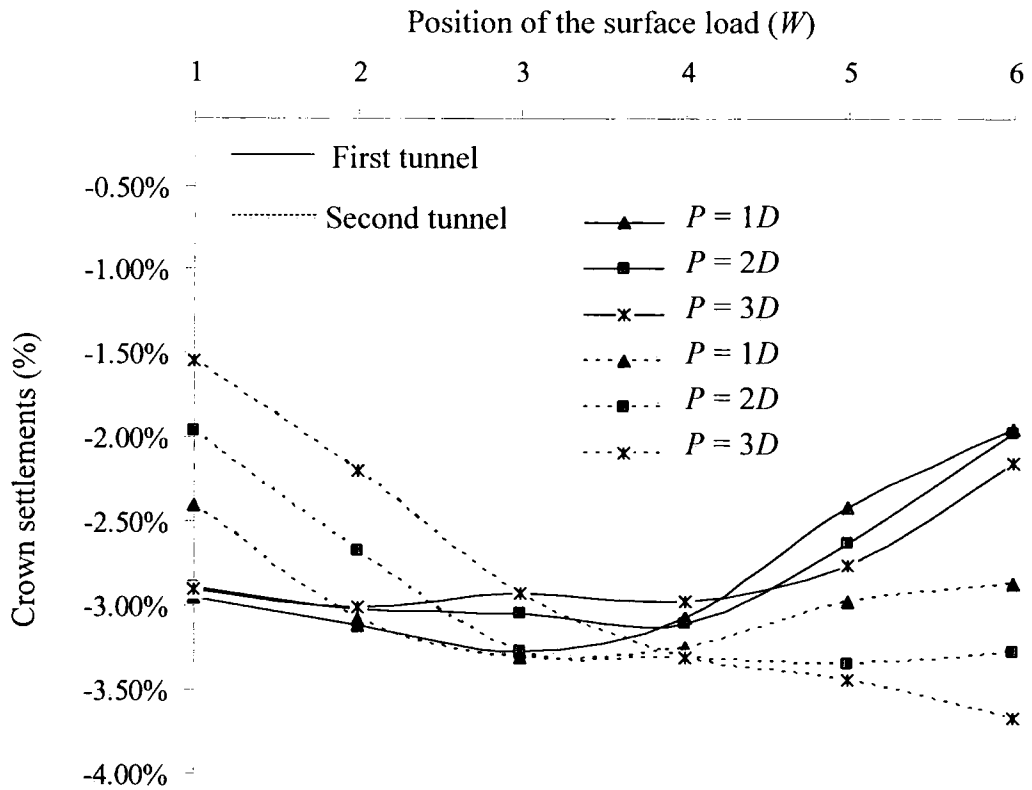 Position of the surface load (W)
1 2 3 4 5 6
First tunnel
Second tunnel
P = 1D
P = 2D
P = 3D
P = 1D
P = 2D
P = 3D
-0.50%
-1.00%
-1.50%
-2.00%
-2.50%
-3.00%
-3.50%
-4.00%
Crown settlements (%)